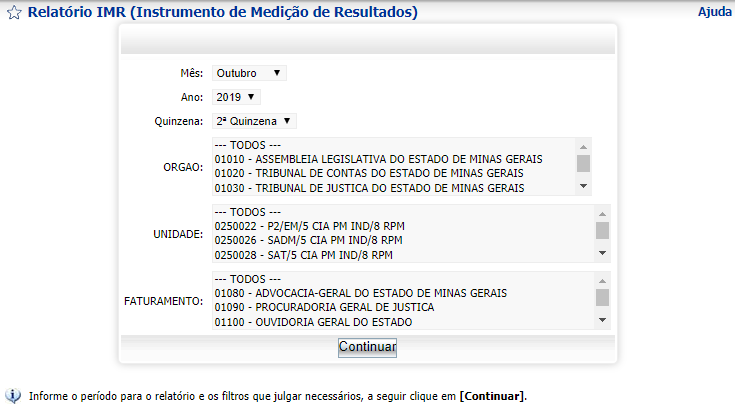 Relatório IMR (Instrumento de Medição de Resultados)
Ajuda
Mês: Outubro
Ano: 2019
Quinzena: 2ª Quinzena
ORGAO:
--- TODOS ---
01010 - ASSEMBLEIA LEGISLATIVA DO ESTADO DE MINAS GERAIS
01020 - TRIBUNAL DE CONTAS DO ESTADO DE MINAS GERAIS
01030 - TRIBUNAL DE JUSTICA DO ESTADO DE MINAS GERAIS
UNIDADE:
--- TODOS ---
0250022 - P2/EM/5 CIA PM IND/8 RPM
0250026 - SADM/5 CIA PM IND/8 RPM
0250028 - SAT/5 CIA PM IND/8 RPM
FATURAMENTO:
--- TODOS ---
01080 - ADVOCACIA-GERAL DO ESTADO DE MINAS GERAIS
01090 - PROCURADORIA GERAL DE JUSTICA
01100 - OUVIDORIA GERAL DO ESTADO
Continuar
Informe o período para o relatório e os filtros que julgar necessários, a seguir clique em [Continuar].